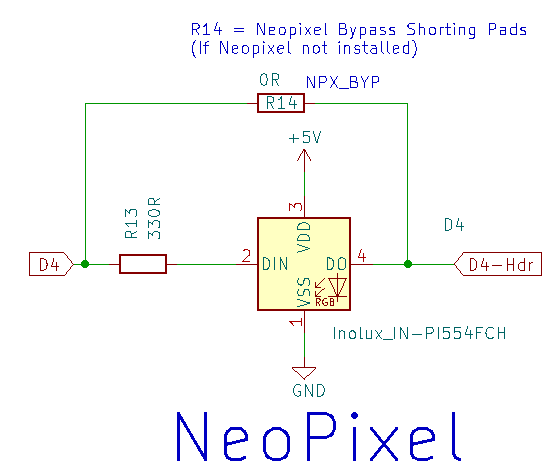 R14 = Neopixel Bypass Shorting Pads
(If Neopixel not installed)
0R
NPX_BYP
R14
+5V
R13
330R
3
VDD
D4
D4
2
DIN
DO
4
D4-Hdr
VSS
RGB
1
Inolux_IN-PI554FCH
GND
NeoPixel